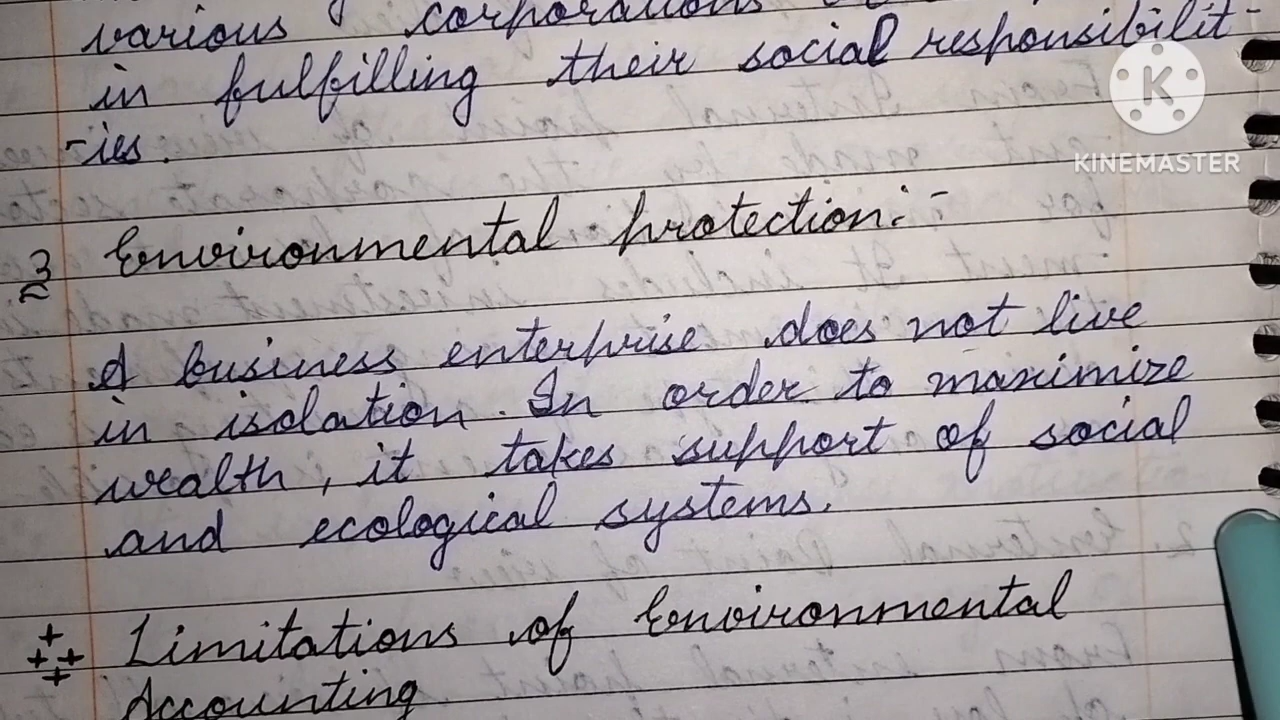 various corporations
in fulfilling their social responsibilit-
-ies.
K
KINEMASTER
3 Environmental protection:-
A business enterprise does not live
in isolation. In order to maximize
wealth, it takes support of social
and ecological systems.
Limitations of Environmental
Accounting